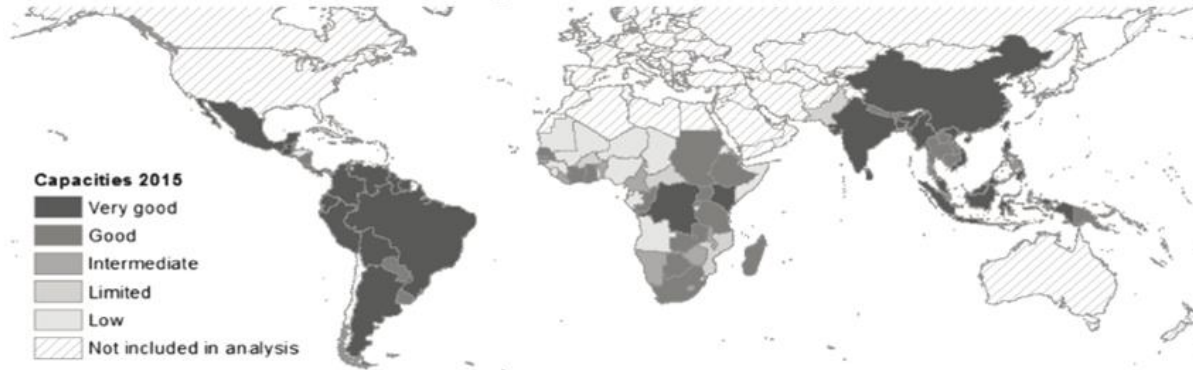 Capacities 2015
Very good
Good
Intermediate
Limited
Low
Not included in analysis